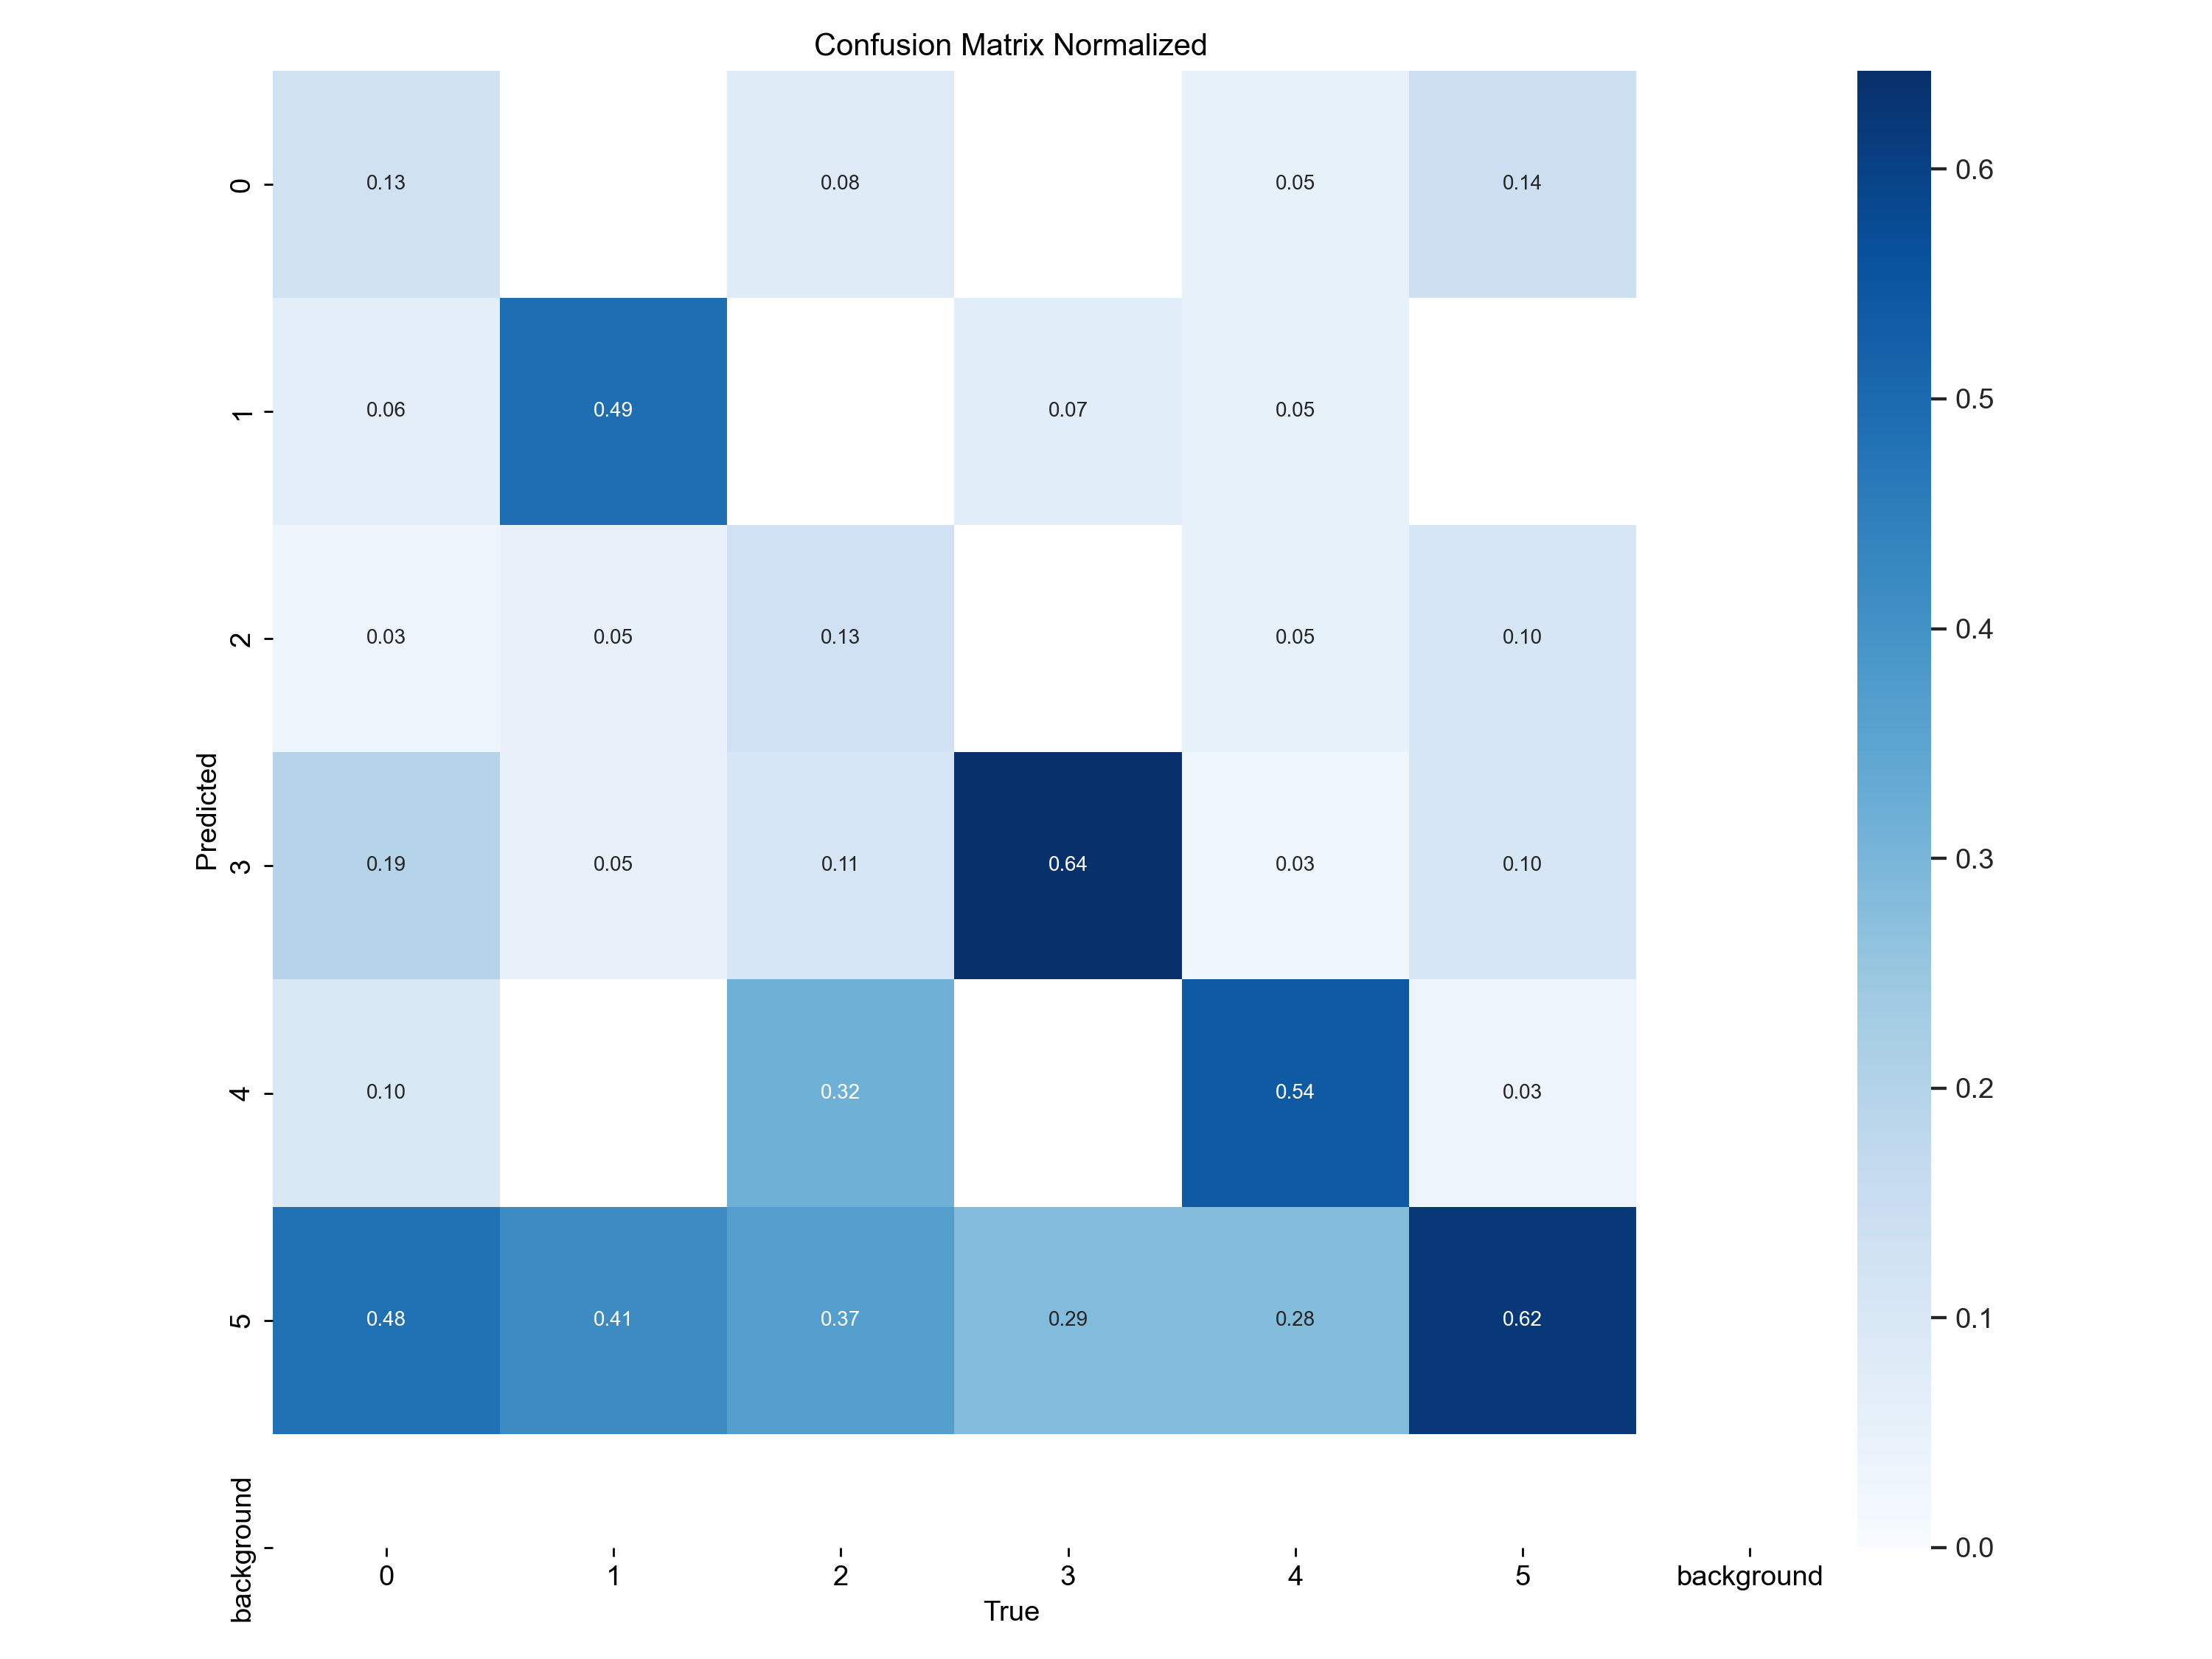 Confusion Matrix Normalized
0 0.13 0.08 0.05 0.14
1 0.06 0.49 0.07 0.05
2 0.03 0.05 0.13 0.05 0.10
3 0.19 0.05 0.11 0.64 0.03 0.10
4 0.10 0.32 0.54 0.03
5 0.48 0.41 0.37 0.29 0.28 0.62
background
Predicted
0 1 2 3 4 5 background
True
0.6
0.5
0.4
0.3
0.2
0.1
0.0